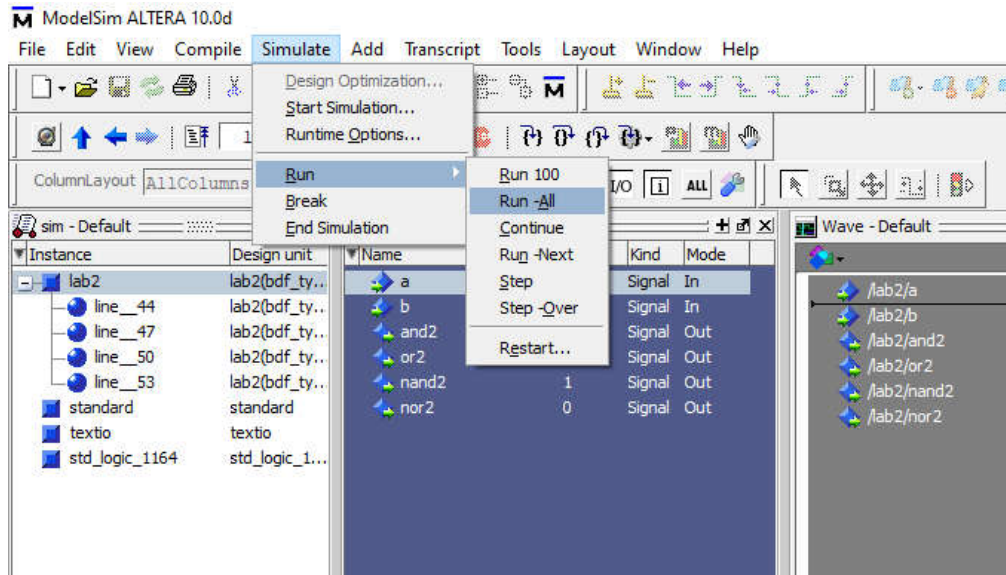 ModelSim ALTERA 10.0d
File Edit View Compile Simulate Add Transcript Tools Layout Window Help
Design Optimization...
Start Simulation...
Runtime Options...
Run
Break
End Simulation
Run 100
Run -All
Continue
Run -Next
Step
Step -Over
Restart...
1
I/O
ALL
ColumnLayout AllColumns
sim - Default
Instance Design unit
lab2 lab2(bdf_ty...
line__44 lab2(bdf_ty...
line__47 lab2(bdf_ty...
line__50 lab2(bdf_ty...
line__53 lab2(bdf_ty...
standard standard
textio textio
std_logic_1164 std_logic_1...
Name Kind Mode
a Signal In
b Signal In
and2 Signal Out
or2 Signal Out
nand2 1 Signal Out
nor2 0 Signal Out
Wave - Default
/lab2/a
/lab2/b
/lab2/and2
/lab2/or2
/lab2/nand2
/lab2/nor2